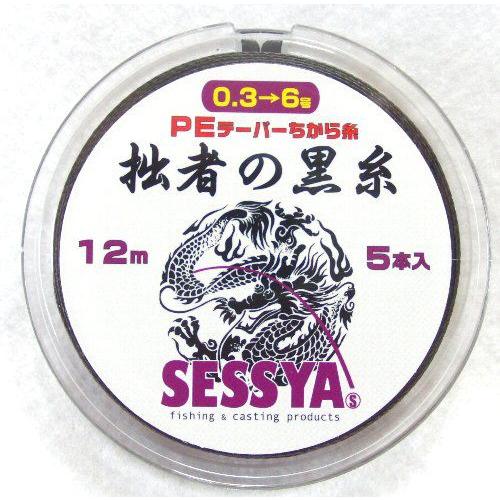 0.3→6号
PEテーパーちから糸
拙者の黒糸
12m
5本入
SESSYA Ⓢ
fishing & casting products